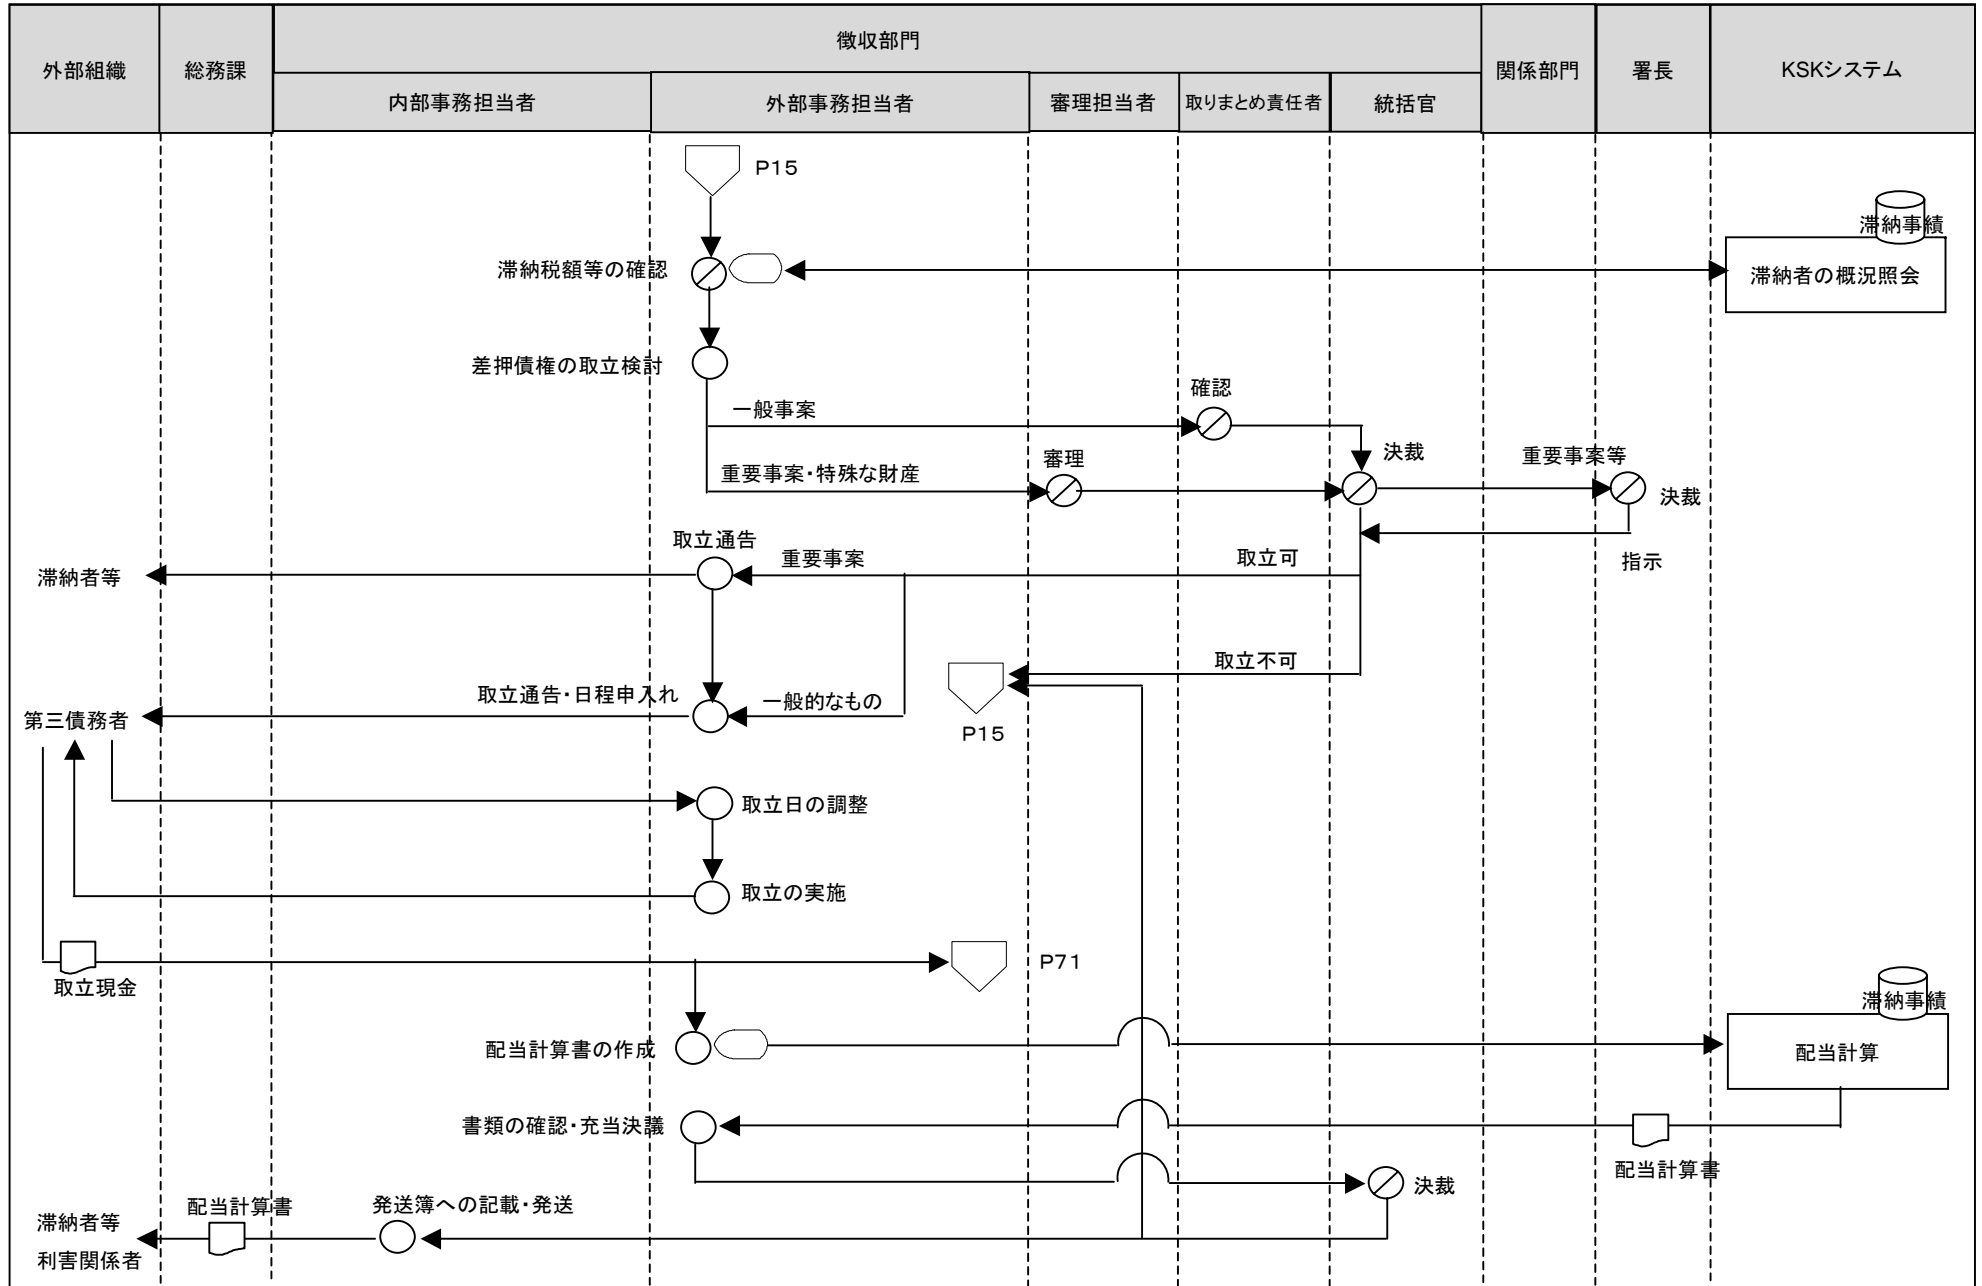 徴収部門
外部組織
総務課
関係部門
署長
KSKシステム
内部事務担当者
外部事務担当者
審理担当者
取りまとめ責任者
統括官
P15
滞納事績
滞納税額等の確認
滞納者の概況照会
差押債権の取立検討
確認
一般事案
決裁
重要事案等
審理
重要事案・特殊な財産
決裁
取立通告
重要事案
取立可
指示
滞納者等
取立不可
取立通告・日程申入れ
一般的なもの
第三債務者
P15
取立日の調整
取立の実施
P71
取立現金
滞納事績
配当計算書の作成
配当計算
書類の確認・充当決議
配当計算書
決裁
配当計算書
発送簿への記載・発送
滞納者等
利害関係者